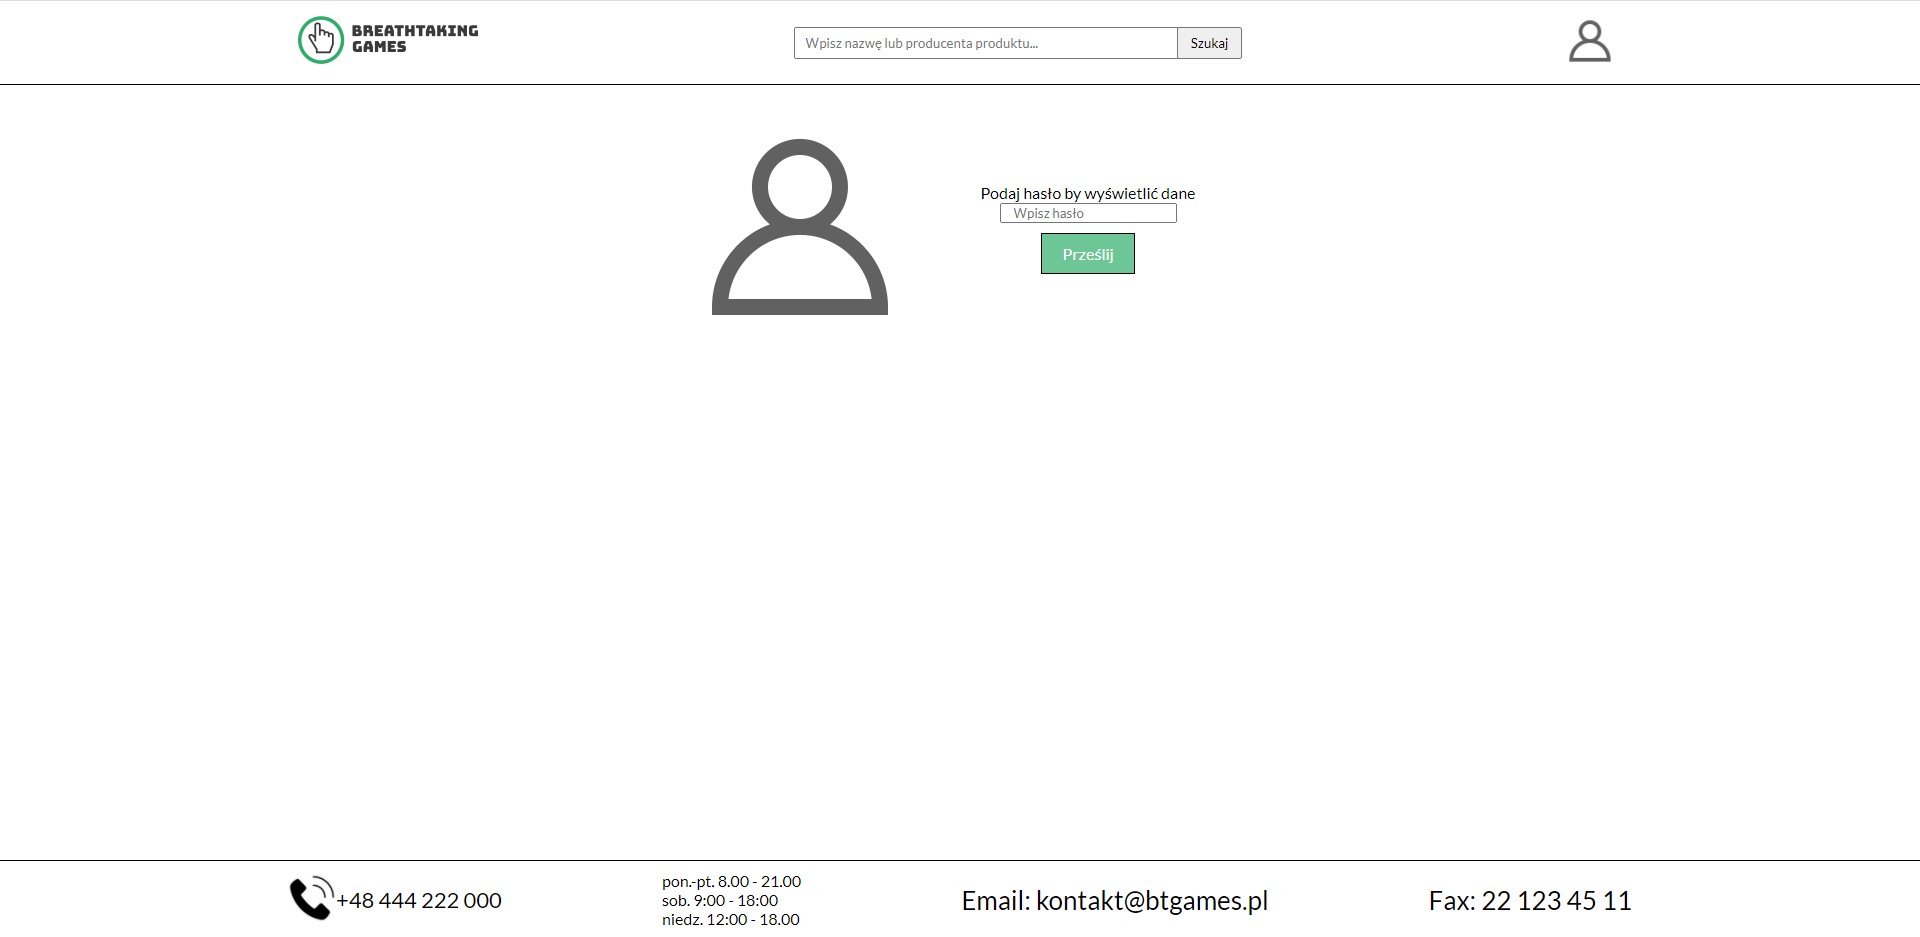 BREATHTAKING
GAMES
Wpisz nazwę lub producenta produktu...
Szukaj
Podaj hasło by wyświetlić dane
Wpisz hasło
Prześlij
+48 444 222 000
pon.-pt. 8.00 - 21.00
sob. 9:00 - 18:00
niedz. 12:00 - 18.00
Email: kontakt@btgames.pl
Fax: 22 123 45 11